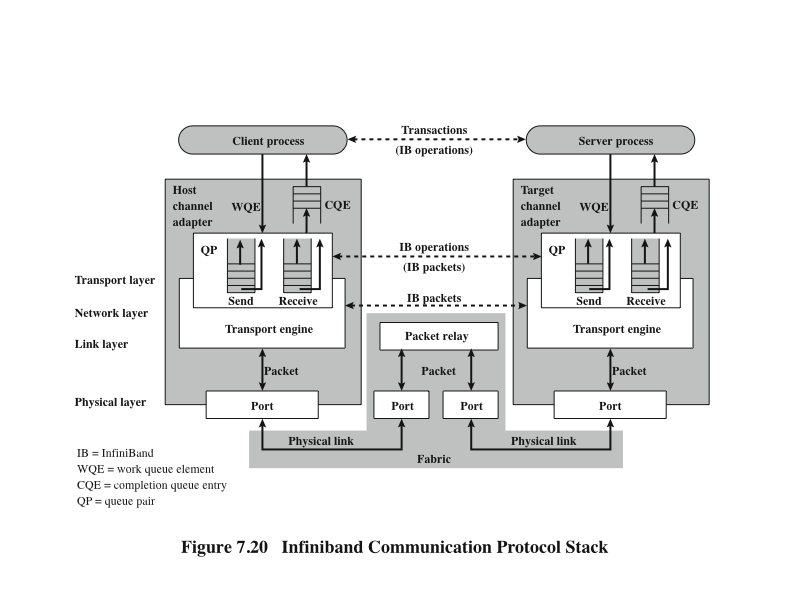 Client process
Transactions
(IB operations)
Server process
Host
channel
adapter
WQE
CQE
Target
channel
adapter
WQE
CQE
QP
Send
Receive
IB operations
(IB packets)
QP
Send
Receive
Transport layer
IB packets
Network layer
Transport engine
Packet relay
Transport engine
Link layer
Packet
Packet
Packet
Physical layer
Port
Port
Port
Port
Physical link
Physical link
Fabric
IB = InfiniBand
WQE = work queue element
CQE = completion queue entry
QP = queue pair
Figure 7.20 Infiniband Communication Protocol Stack